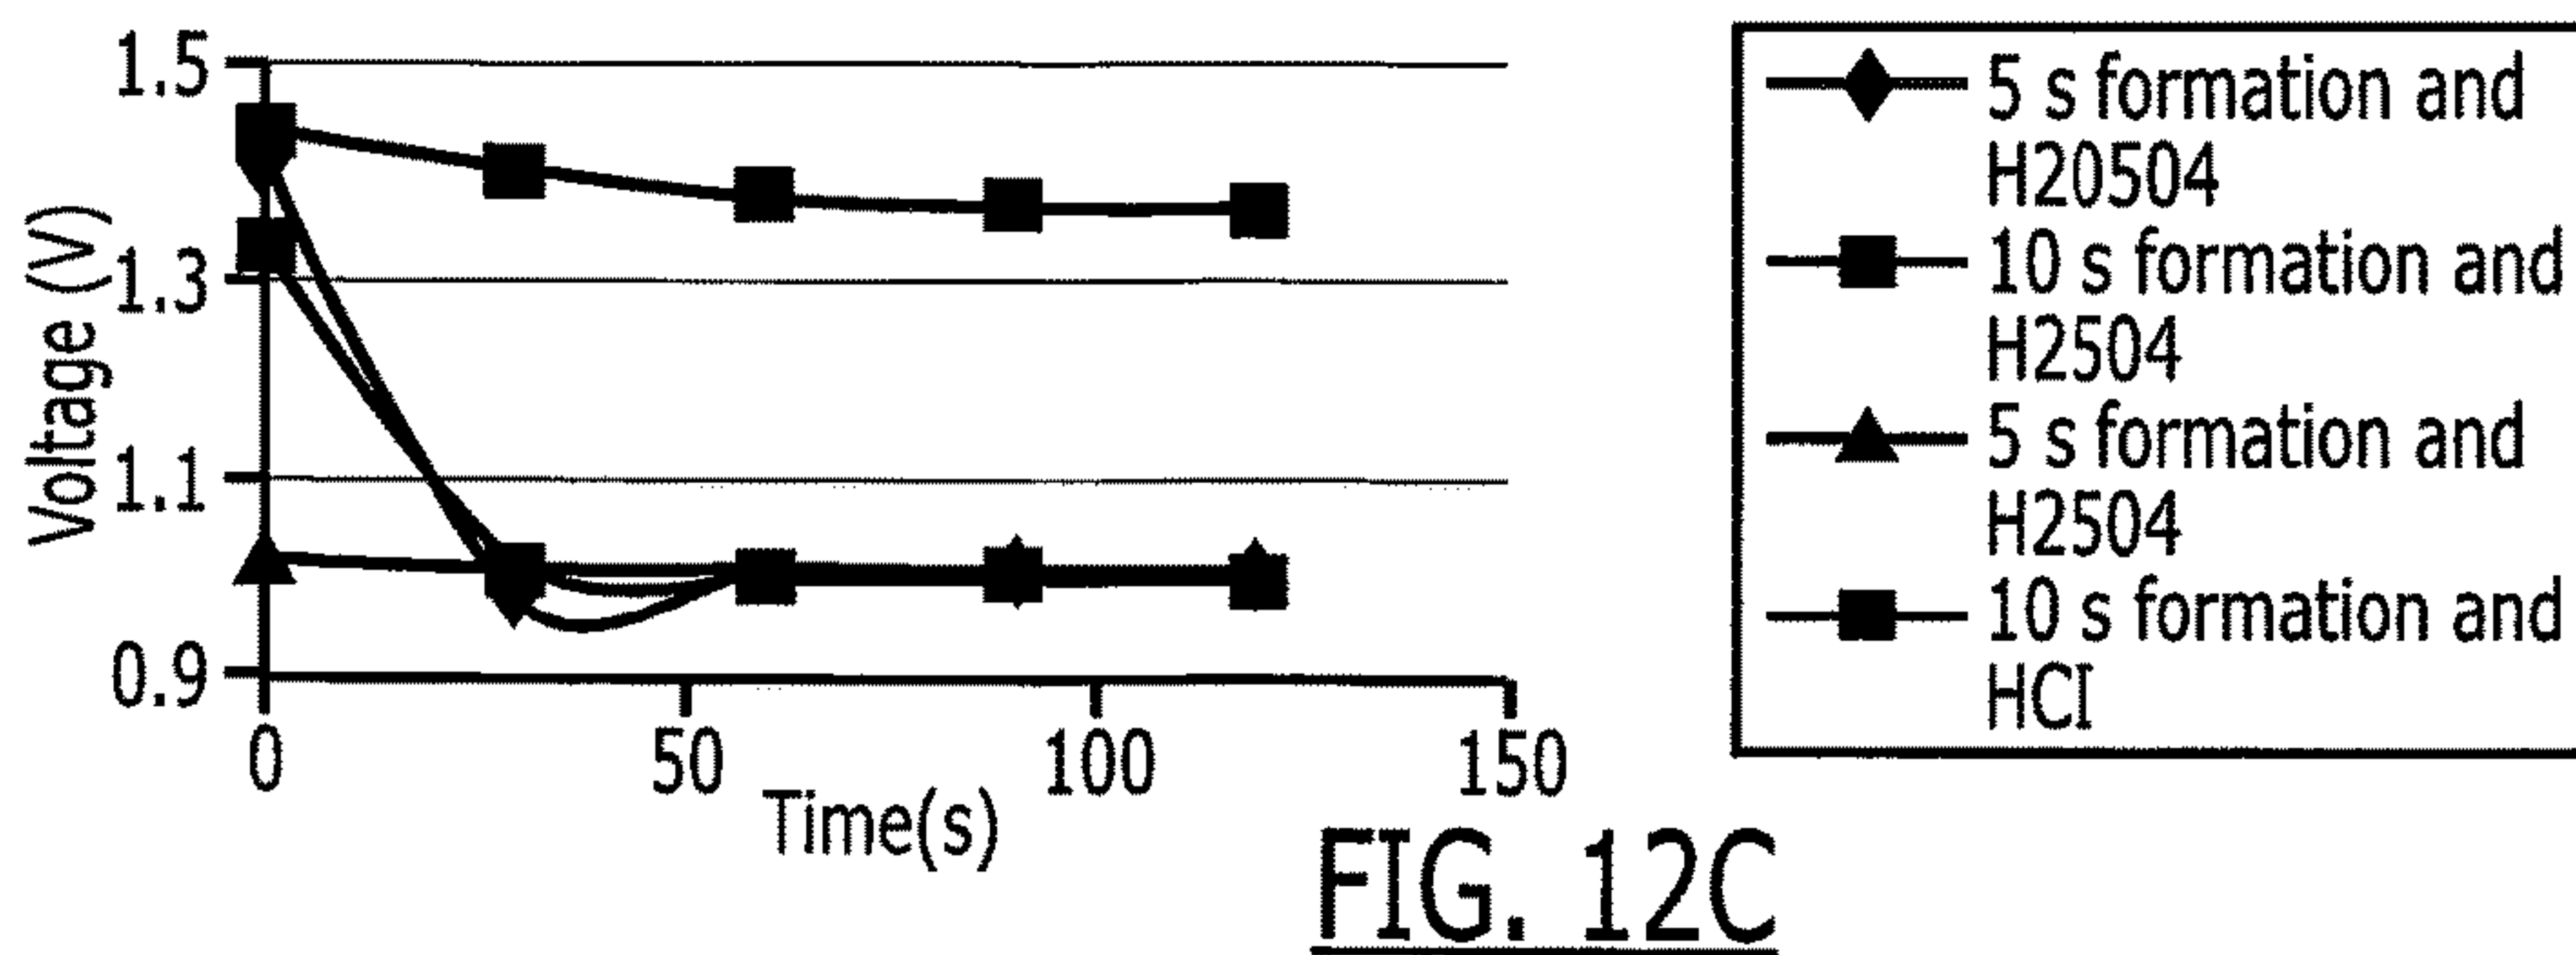 1.5
1.3
1.1
0.9
Voltage (V)
0
50
100
150
Time(s)
5 s formation and
H20504
10 s formation and
H2504
5 s formation and
H2504
10 s formation and
HCI
FIG. 12C